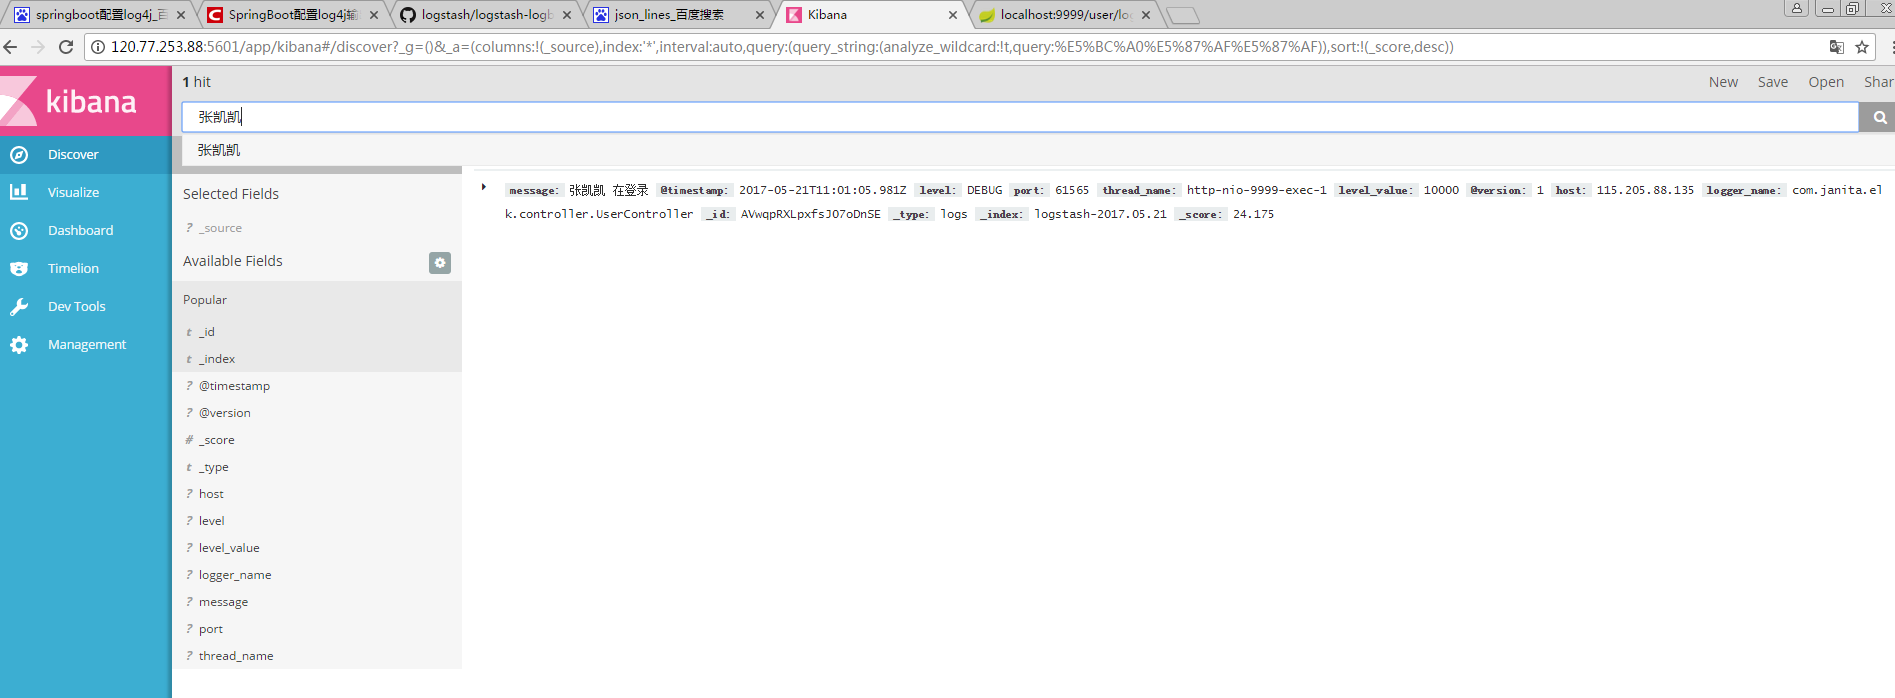 springboot配置log4j_百
SpringBoot配置log4j输
logstash/logstash-logb
json_lines_百度搜索
Kibana
localhost:9999/user/lo
120.77.253.88:5601/app/kibana#/discover?_g=()&_a=(columns:!(_source),index:'*',interval:auto,query:(query_string:(analyze_wildcard:!t,query:%E5%BC%A0%E5%87%AF%E5%87%AF)),sort:!(_score,desc))
kibana
1 hit
New Save Open Shar
张凯凯
张凯凯
Discover
Visualize
Dashboard
Timelion
Dev Tools
Management
Selected Fields
? _source
Available Fields
Popular
t _id
t _index
? @timestamp
? @version
# _score
t _type
? host
? level
? level_value
? logger_name
? message
? port
? thread_name
message: 张凯凯 在登录 @timestamp: 2017-05-21T11:01:05.981Z level: DEBUG port: 61565 thread_name: http-nio-9999-exec-1 level_value: 10000 @version: 1 host: 115.205.88.135 logger_name: com.janita.el
k.controller.UserController _id: AVwqpRXLpxfsJO7oDnSE _type: logs _index: logstash-2017.05.21 _score: 24.175